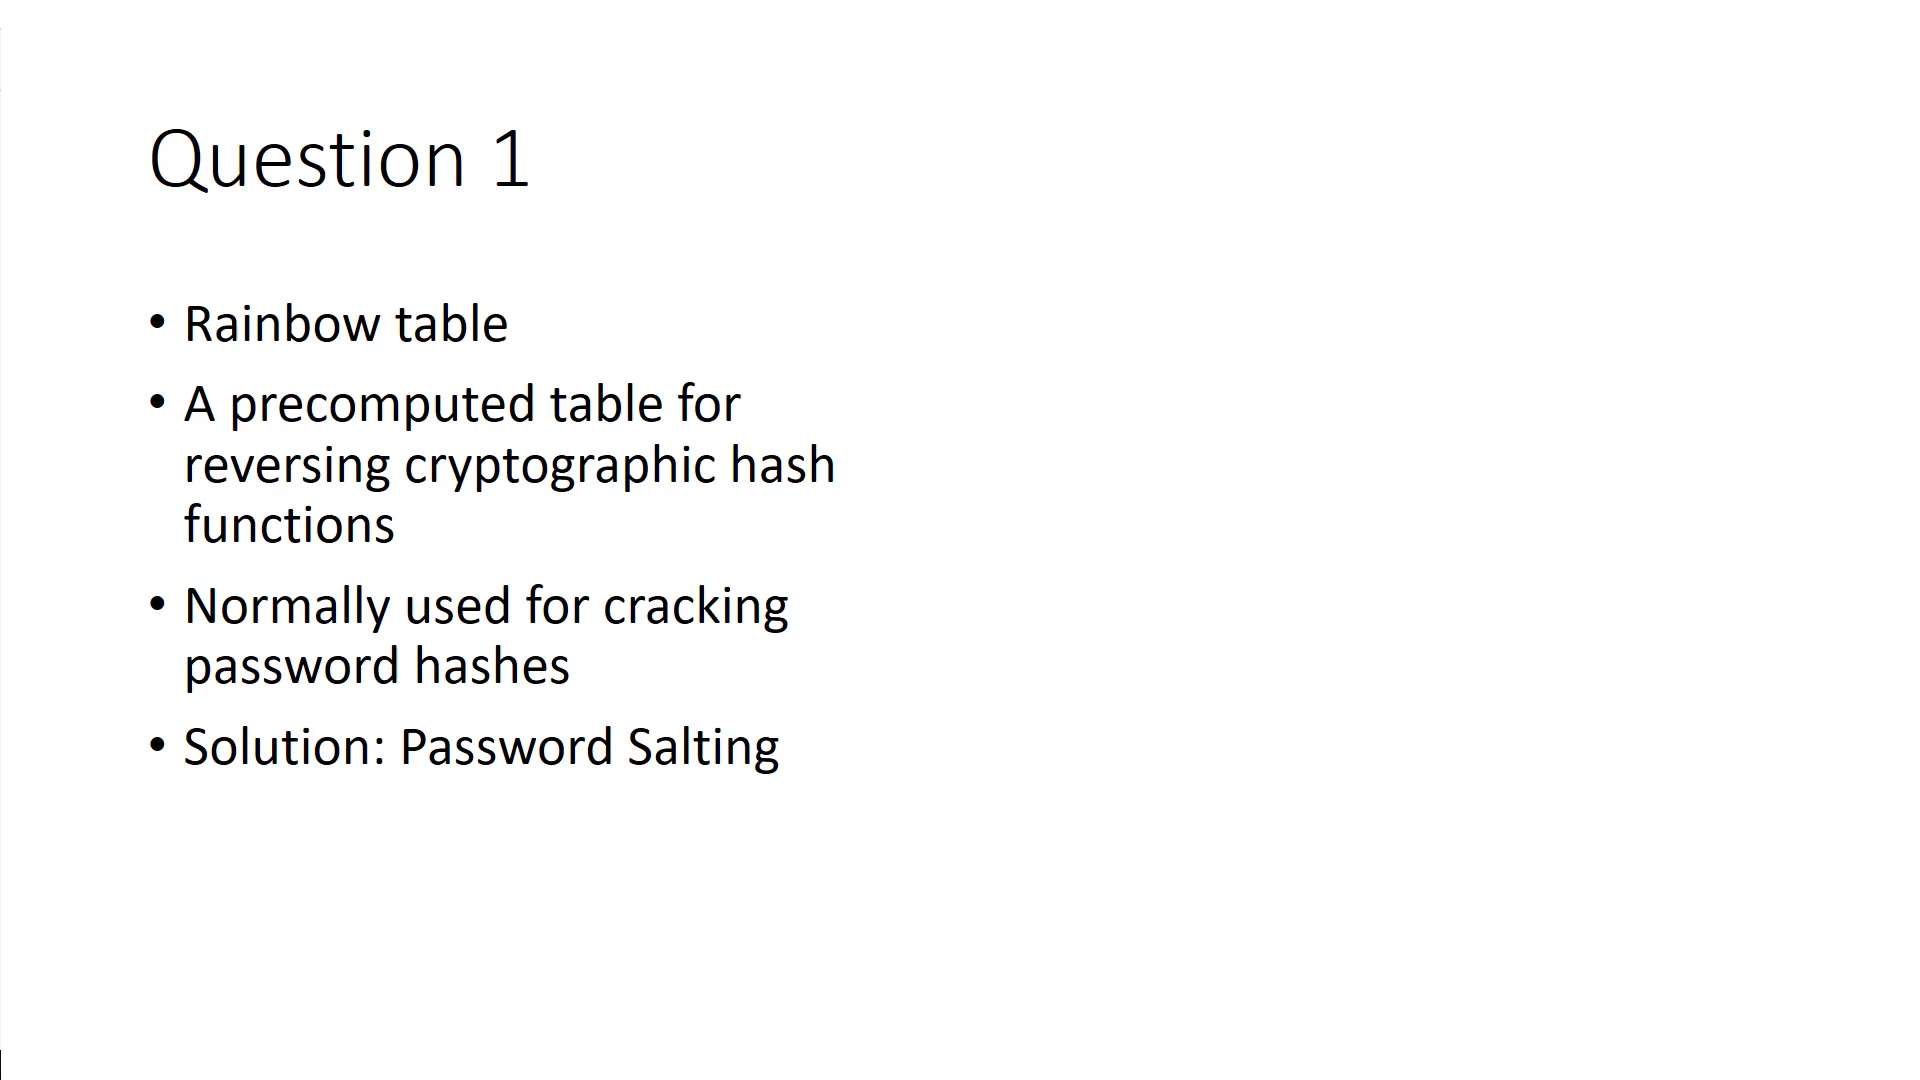 Question 1
• Rainbow table
• A precomputed table for
reversing cryptographic hash
functions
• Normally used for cracking
password hashes
• Solution: Password Salting